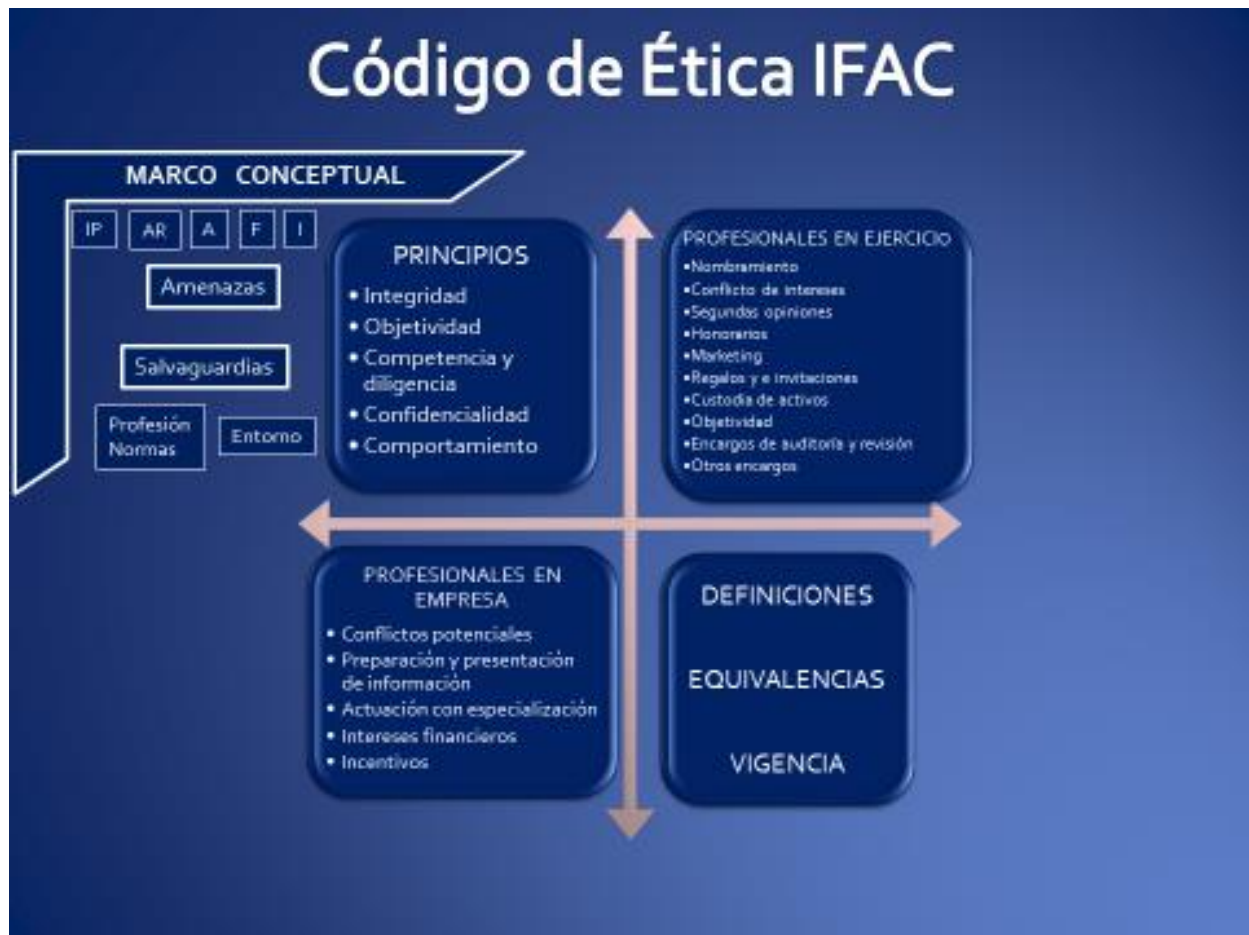 Código de Ética IFAC
MARCO CONCEPTUAL
IP AR A F I
Amenazas
Salvaguardias
Profesión
Normas
Entorno
PRINCIPIOS
• Integridad
• Objetividad
• Competencia y
diligencia
• Confidencialidad
• Comportamiento
PROFESIONALES EN EJERCICIO
•Nombramiento
•Conflicto de intereses
•Segundas opiniones
•Honorarios
•Marketing
•Regalos y e invitaciones
•Custodia de activos
•Objetividad
•Encargos de auditoría y revisión
•Otros encargos
PROFESIONALES EN
EMPRESA
• Conflictos potenciales
• Preparación y presentación
de información
• Actuación con especialización
• Intereses financieros
• Incentivos
DEFINICIONES
EQUIVALENCIAS
VIGENCIA